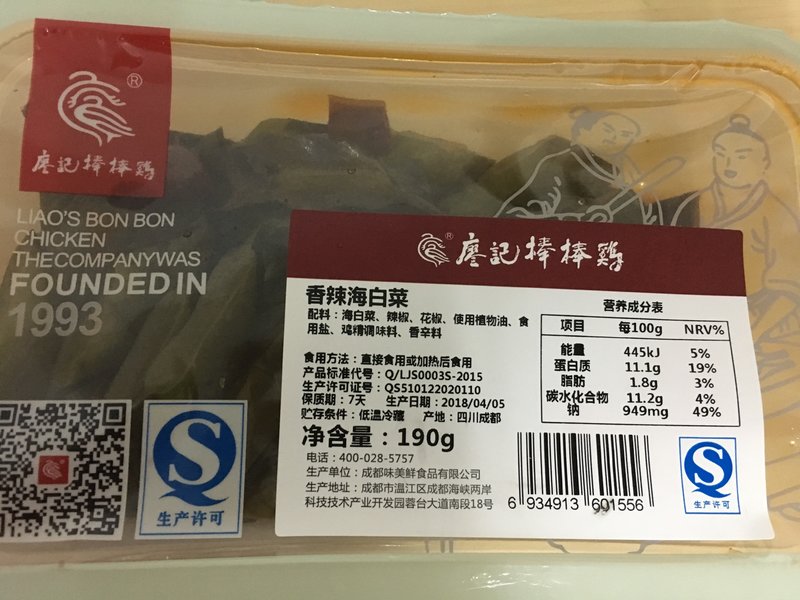 ®
廖記棒棒鷄
LIAO'S BON BON
CHICKEN
THECOMPANYWAS
FOUNDED IN
1993
生产许可
®
廖記棒棒鷄
香辣海白菜
配料：海白菜、辣椒、花椒、使用植物油、食
用盐、鸡精调味料、香辛料
食用方法：直接食用或加热后食用
产品标准代号：Q/LJS0003S-2015
生产许可证号：QS510122020110
保质期：7天 生产日期：2018/04/05
贮存条件：低温冷藏 产地：四川成都
净含量：190g
电话：400-028-5757
生产单位：成都味美鲜食品有限公司
生产地址：成都市温江区成都海峡两岸
科技技术产业开发园蓉台大道南段18号
营养成分表
项目 每100g NRV%
能量 445kJ 5%
蛋白质 11.1g 19%
脂肪 1.8g 3%
碳水化合物 11.2g 4%
钠 949mg 49%
6 934913 601556
生产许可